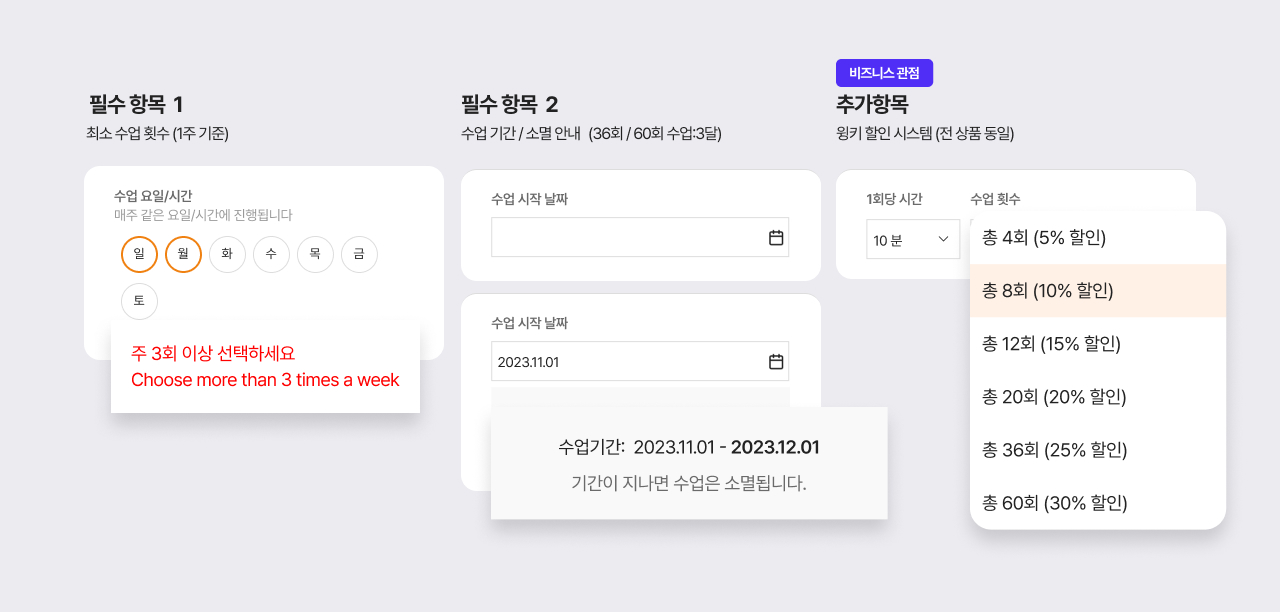 필수 항목 1
최소 수업 횟수 (1주 기준)
수업 요일/시간
매주 같은 요일/시간에 진행됩니다
일 월 화 수 목 금
토
주 3회 이상 선택하세요
Choose more than 3 times a week
필수 항목 2
수업 기간 / 소멸 안내 (36회 / 60회 수업:3달)
수업 시작 날짜
수업 시작 날짜
2023.11.01
수업기간: 2023.11.01 - 2023.12.01
기간이 지나면 수업은 소멸됩니다.
비즈니스 관점
추가항목
윙키 할인 시스템 (전 상품 동일)
1회당 시간 수업 횟수
10 분
총 4회 (5% 할인)
총 8회 (10% 할인)
총 12회 (15% 할인)
총 20회 (20% 할인)
총 36회 (25% 할인)
총 60회 (30% 할인)